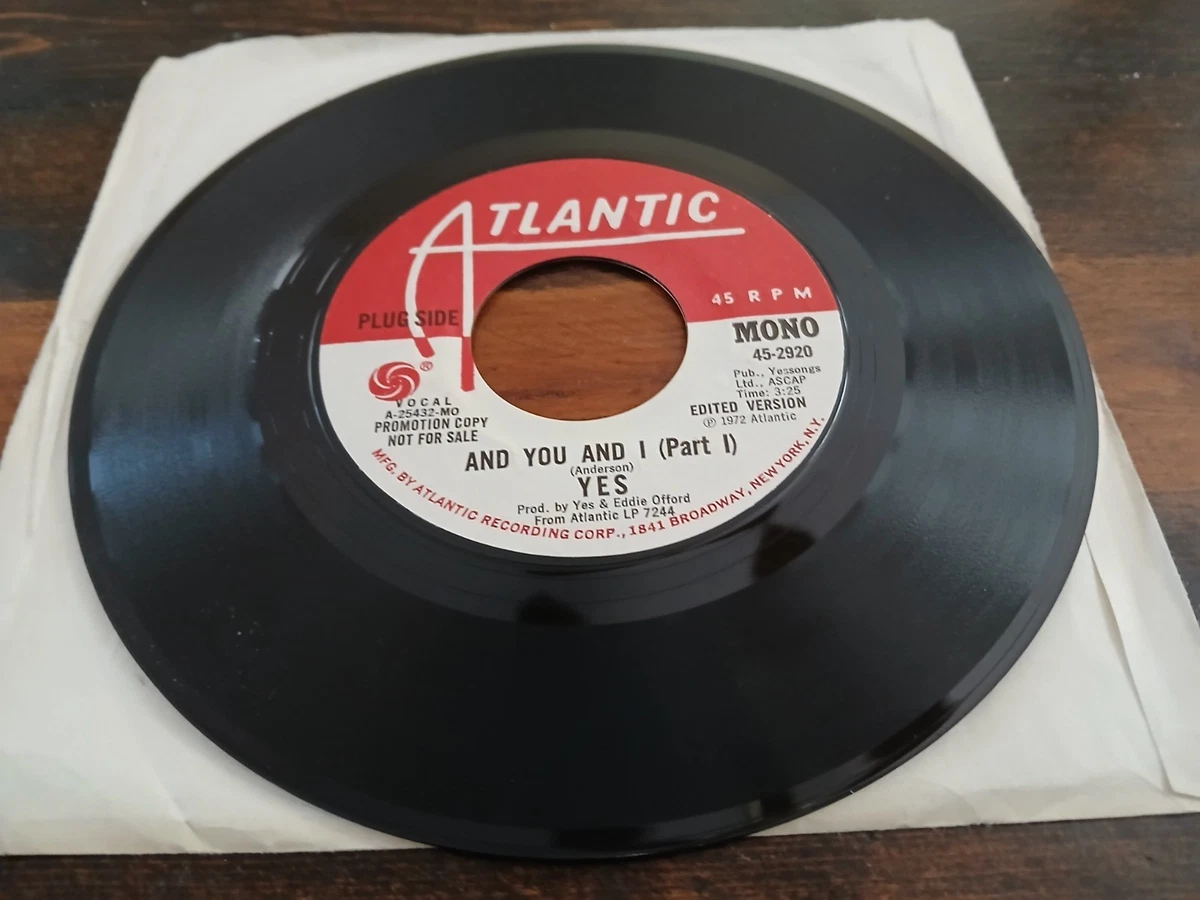 ATLANTIC
45 RPM
PLUG SIDE
MONO
45-2920
Pub., Yessongs
Ltd., ASCAP
Time: 3:25
EDITED VERSION
℗ 1972 Atlantic
®
VOCAL
A-25432-MO
PROMOTION COPY
NOT FOR SALE
AND YOU AND I (Part I)
(Anderson)
YES
Prod. by Yes & Eddie Offord
From Atlantic LP 7244
MFG. BY ATLANTIC RECORDING CORP., 1841 BROADWAY, NEW YORK, N.Y.